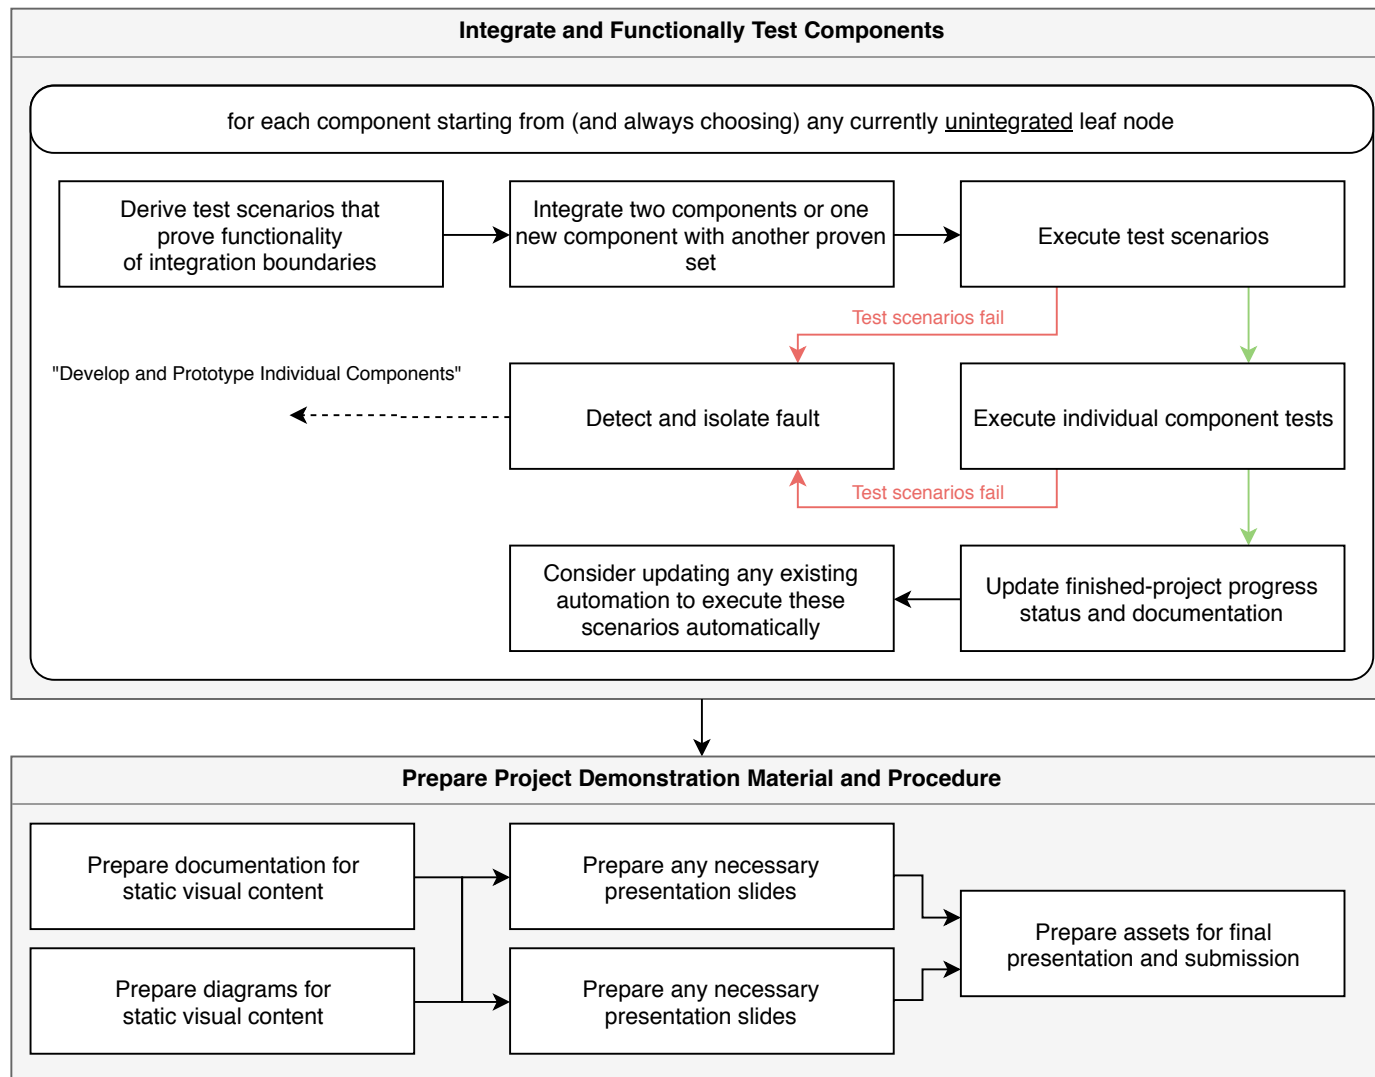 Integrate and Functionally Test Components
for each component starting from (and always choosing) any currently unintegrated leaf node
Derive test scenarios that
prove functionality
of integration boundaries
Integrate two components or one
new component with another proven
set
Execute test scenarios
Test scenarios fail
"Develop and Prototype Individual Components"
Detect and isolate fault
Execute individual component tests
Test scenarios fail
Consider updating any existing
automation to execute these
scenarios automatically
Update finished-project progress
status and documentation
Prepare Project Demonstration Material and Procedure
Prepare documentation for
static visual content
Prepare any necessary
presentation slides
Prepare assets for final
presentation and submission
Prepare diagrams for
static visual content
Prepare any necessary
presentation slides